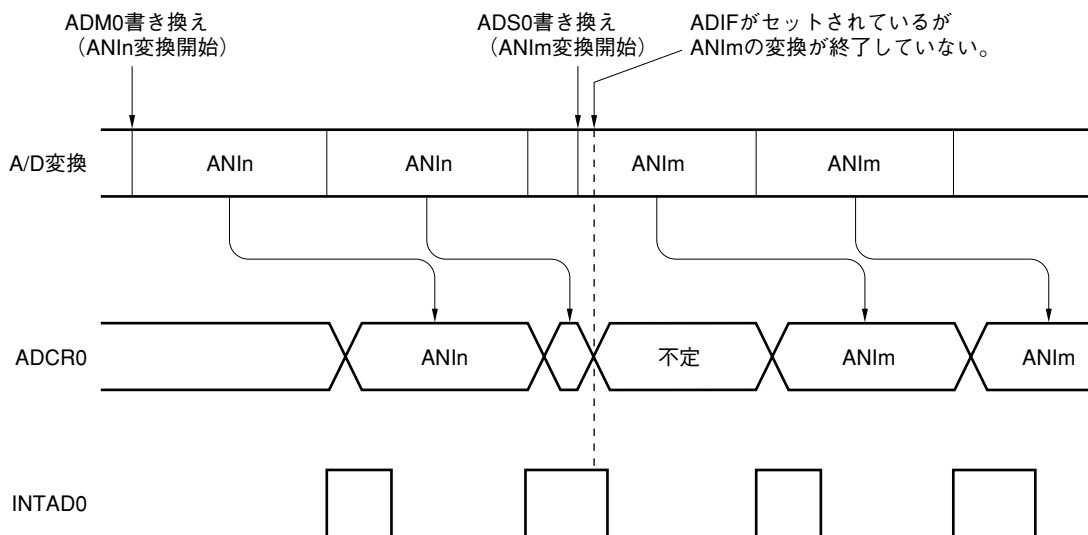 ADM0書き換え
（ANIn変換開始）
ADS0書き換え
（ANIm変換開始）
ADIFがセットされているが
ANImの変換が終了していない。
A/D変換
ANIn
ANIn
ANIm
ANIm
ADCR0
ANIn
不定
ANIm
ANIm
INTAD0